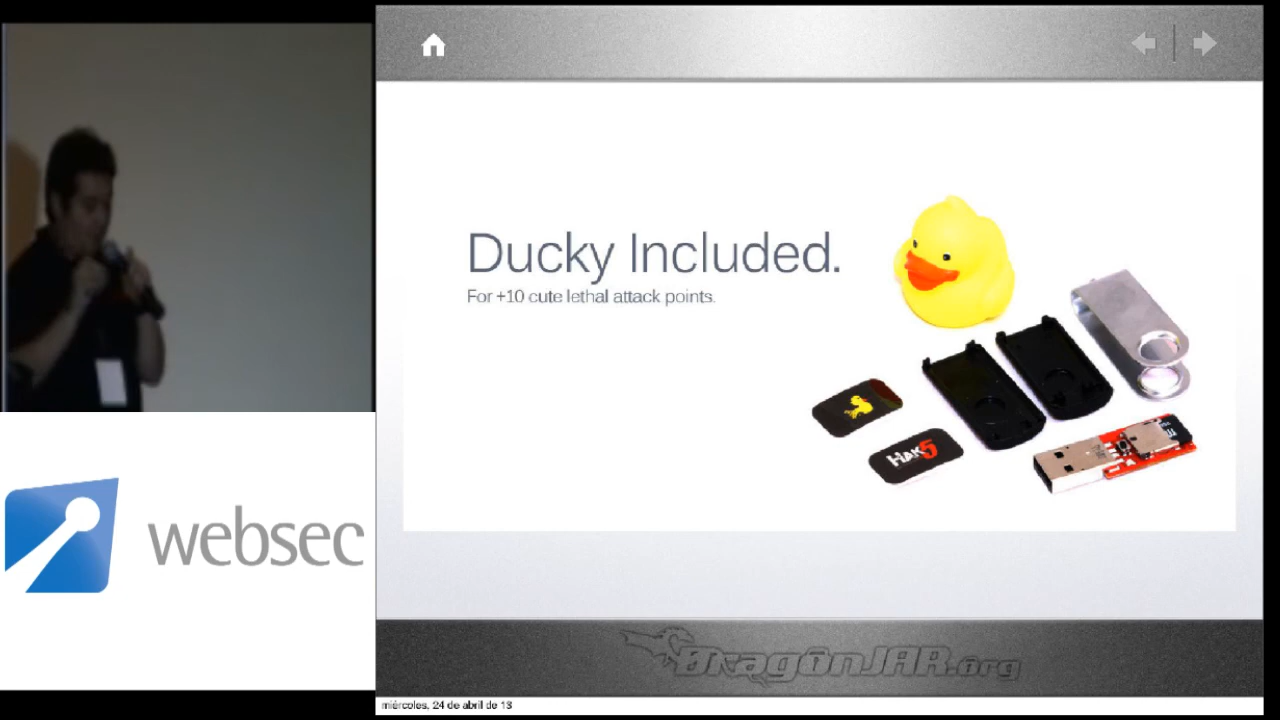 Ducky Included.
For +10 cute lethal attack points.
HAK5
websec
DragonJAR.org
miércoles, 24 de abril de 13